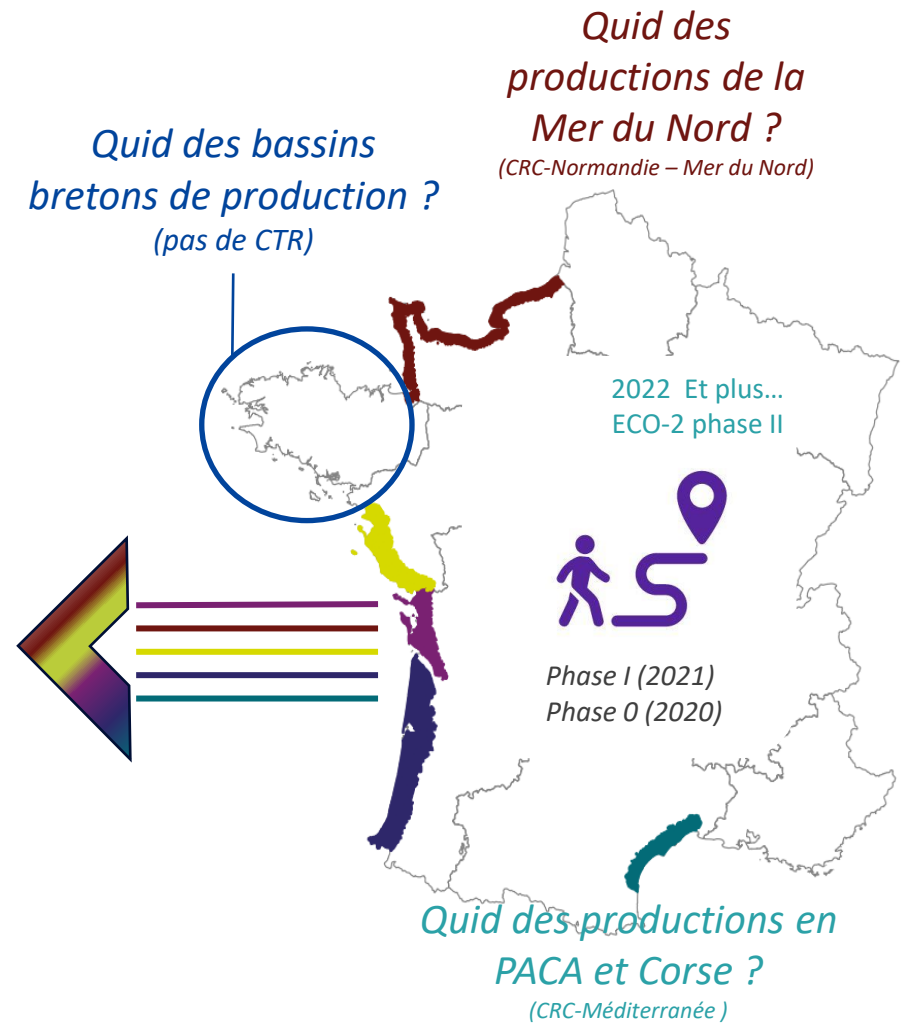 Quid des
productions de la
Mer du Nord ?
(CRC-Normandie – Mer du Nord)
Quid des bassins
bretons de production ?
(pas de CTR)
2022 Et plus...
ECO-2 phase II
Phase I (2021)
Phase 0 (2020)
Quid des productions en
PACA et Corse ?
(CRC-Méditerranée )